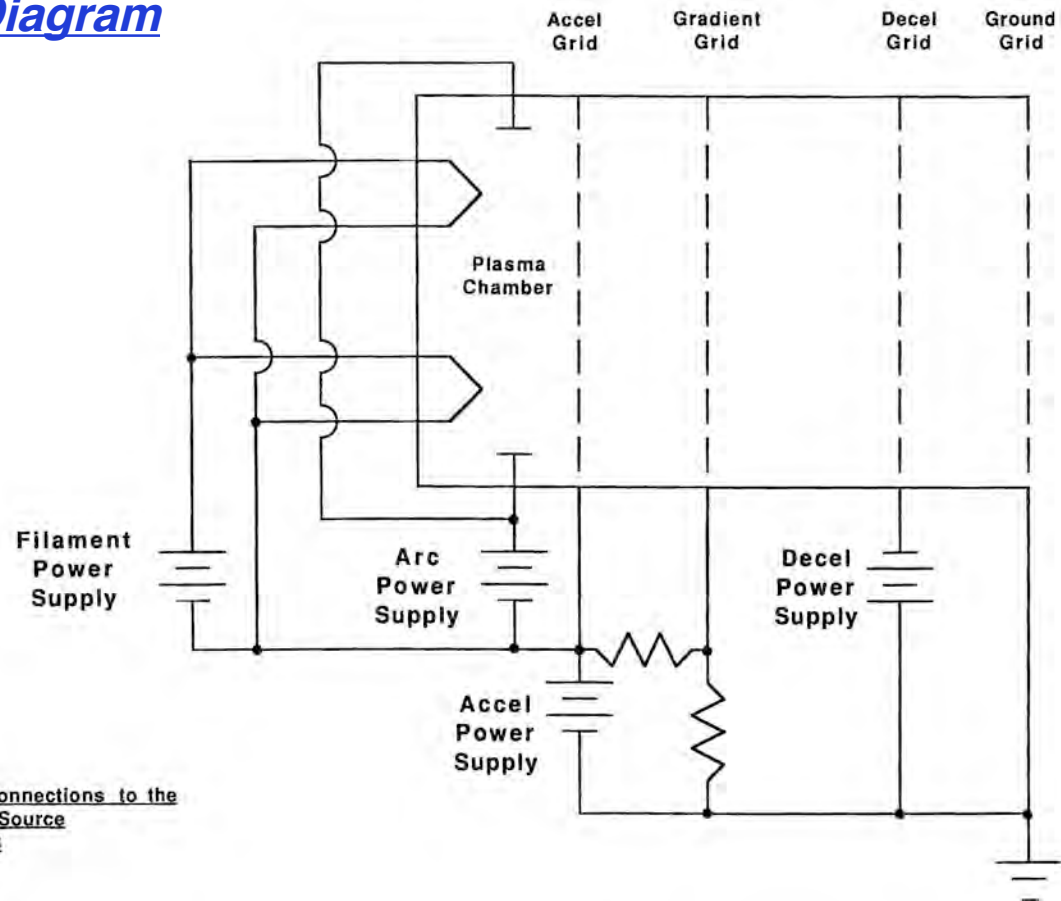 Diagram
Accel
Grid
Gradient
Grid
Decel
Grid
Ground
Grid
Plasma
Chamber
Filament
Power
Supply
Arc
Power
Supply
Decel
Power
Supply
Accel
Power
Supply
onnections to the
Source